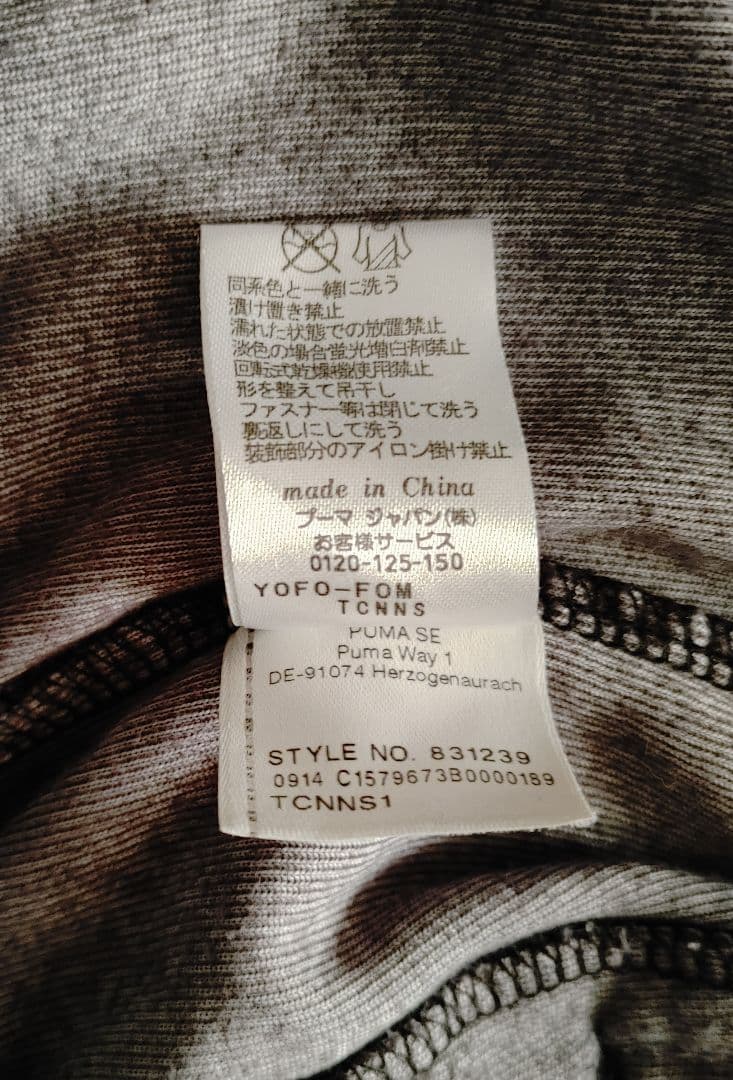 同系色と一緒に洗う
漬け置き禁止
濡れた状態での放置禁止
淡色の場合蛍光増白剤禁止
回転式乾燥機使用禁止
形を整えて吊干し
ファスナー等は閉じて洗う
裏返しにして洗う
装飾部分のアイロン掛け禁止
made in China
プーマ ジャパン(株)
お客様サービス
0120-125-150
YOFO-FOM
TCNNS
PUMA SE
Puma Way 1
DE-91074 Herzogenaurach
STYLE NO. 831239
0914 C1579673B0000189
TCNNS1